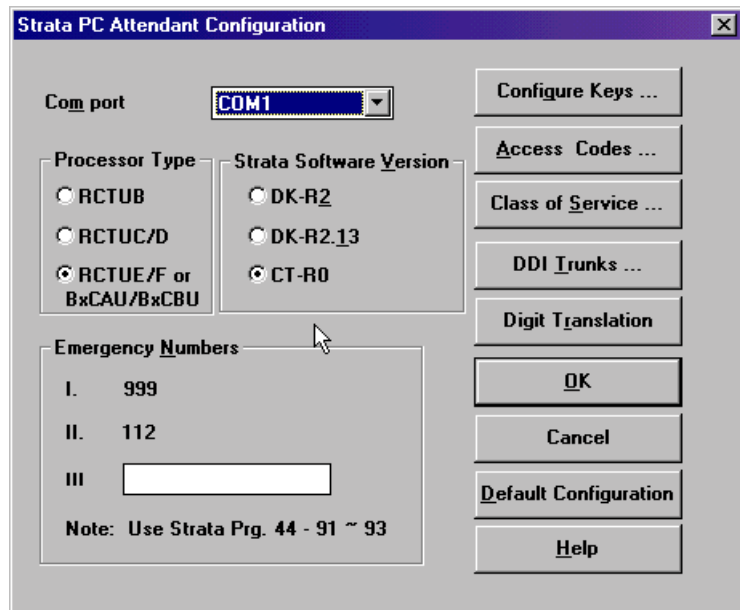 Strata PC Attendant Configuration
Com port
COM1
Processor Type
RCTUB
RCTUC/D
RCTUE/F or
BxCAU/BxCBU
Strata Software Version
DK-R2
DK-R2.13
CT-R0
Emergency Numbers
I. 999
II. 112
III
Note: Use Strata Prg. 44 - 91 ~ 93
Configure Keys ...
Access Codes ...
Class of Service ...
DDI Trunks ...
Digit Translation
OK
Cancel
Default Configuration
Help